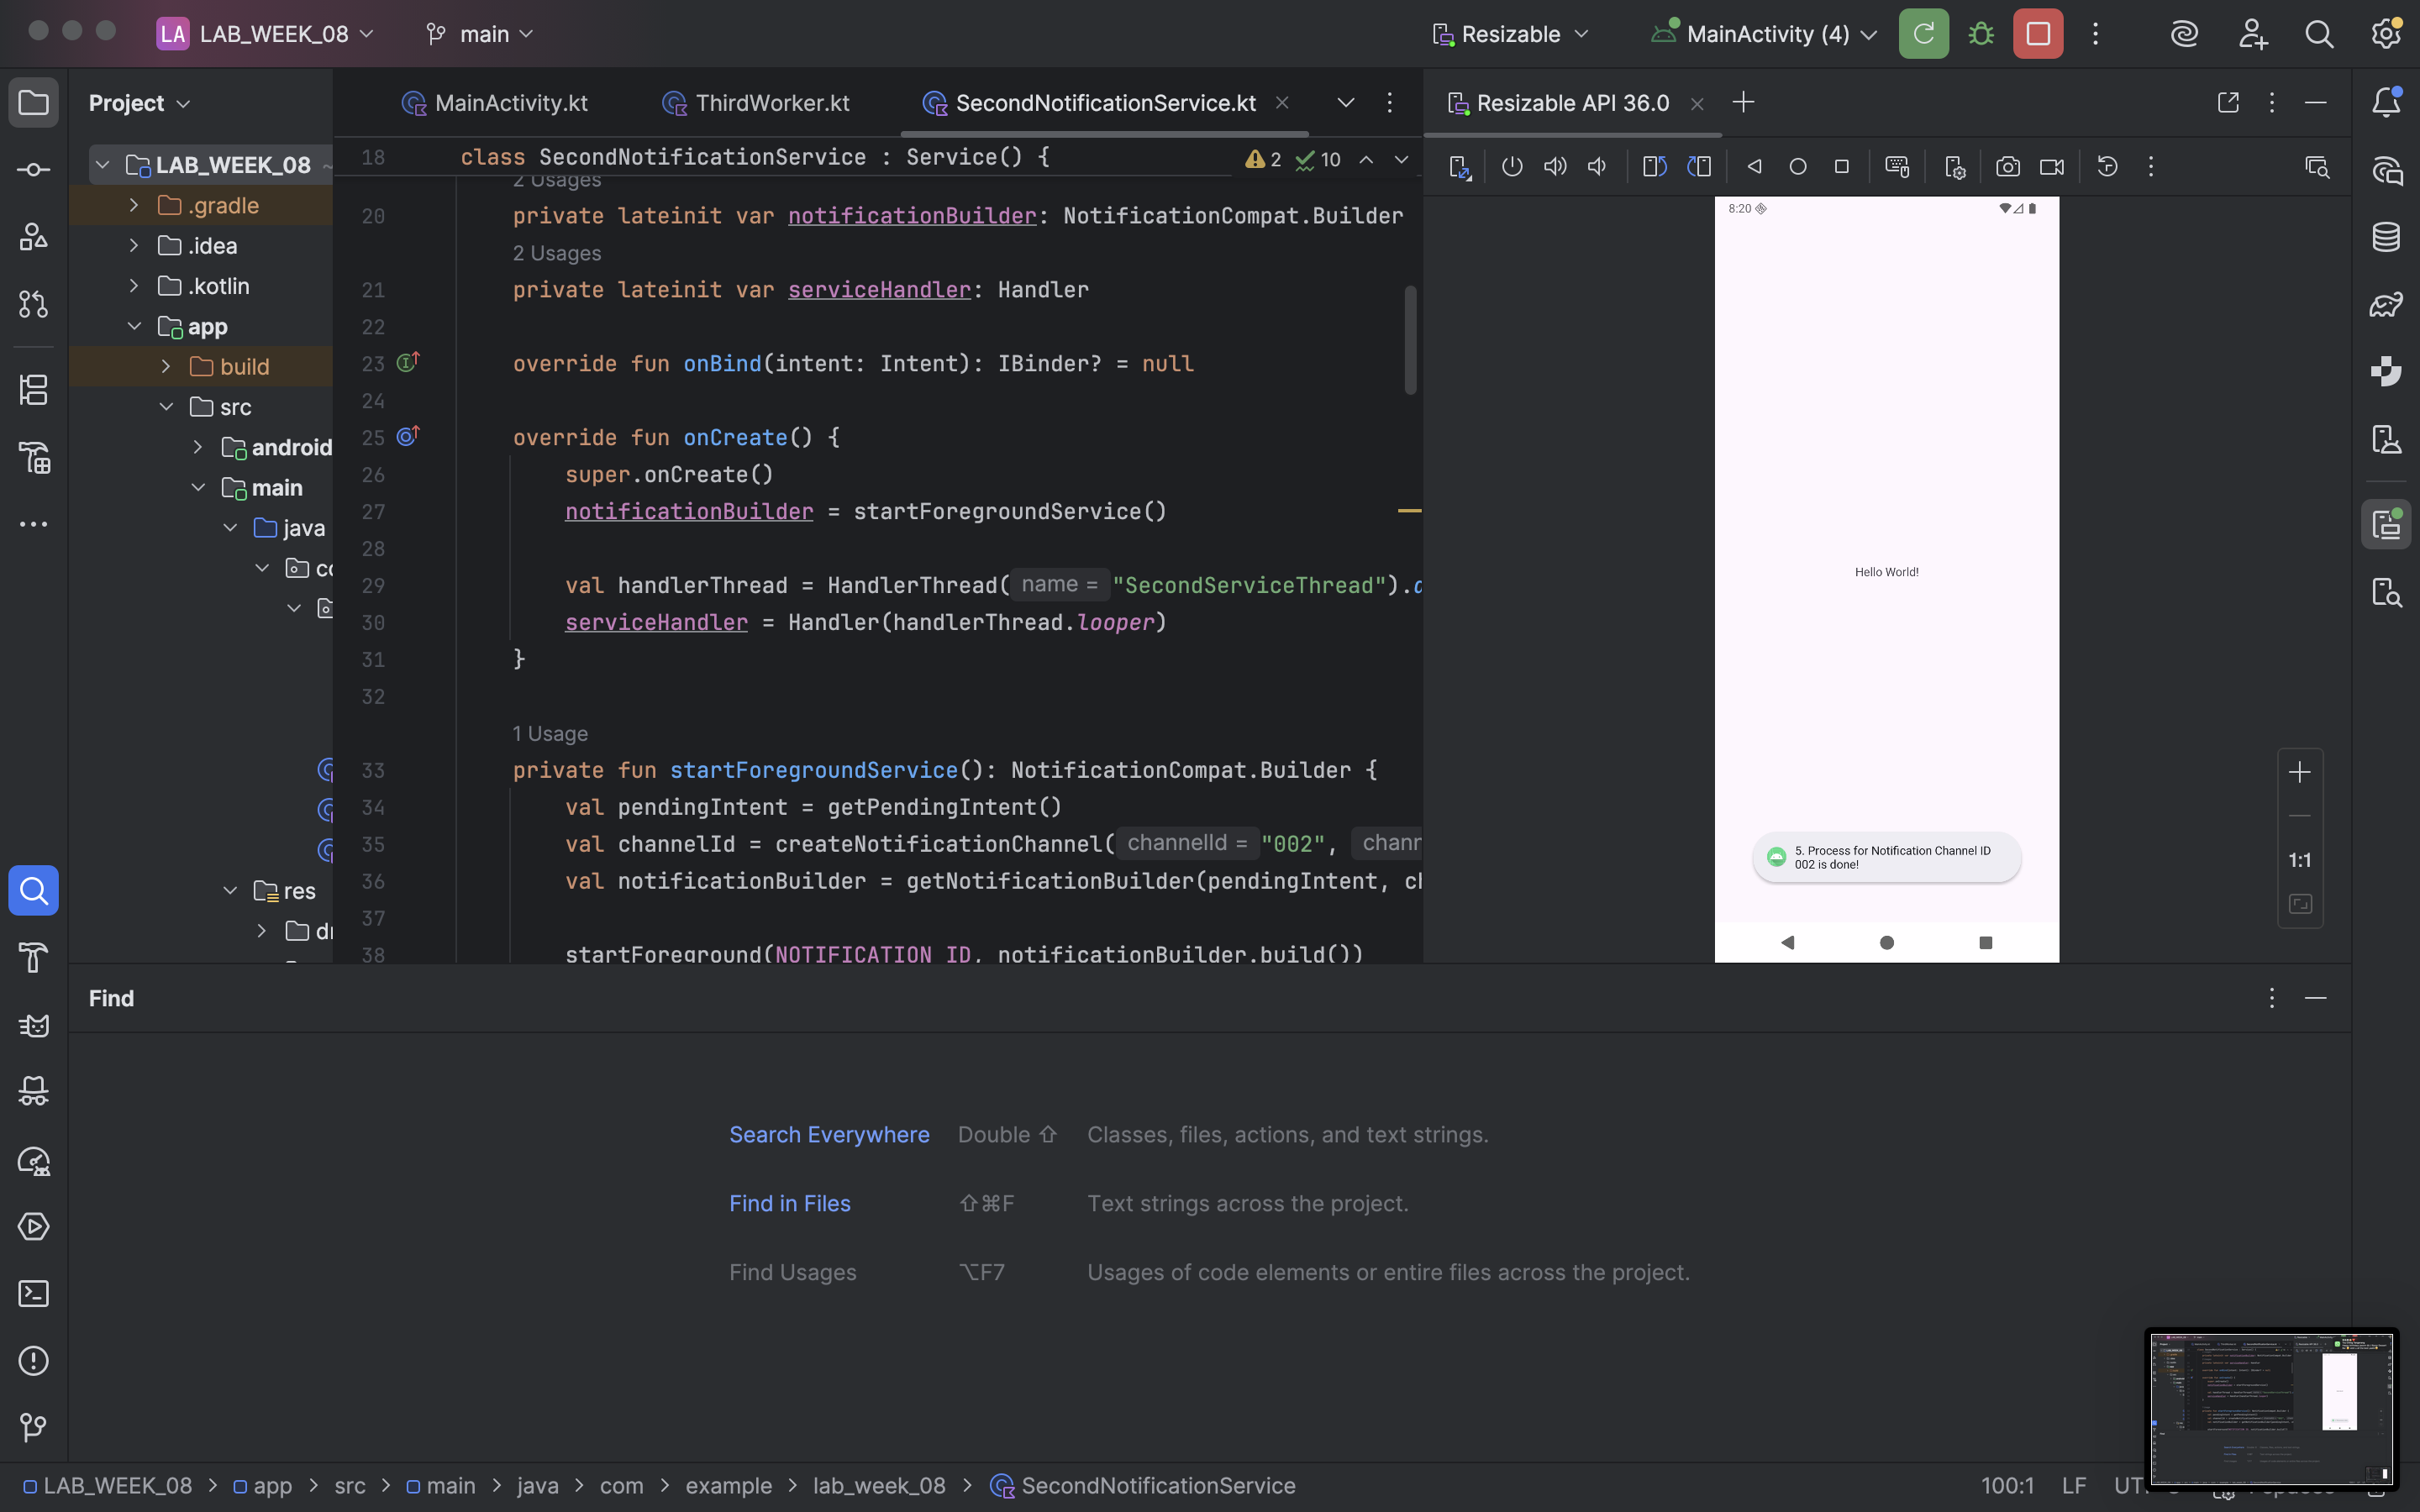 LA LAB_WEEK_08 main Resizable MainActivity (4)
Project
MainActivity.kt ThirdWorker.kt SecondNotificationService.kt
Resizable API 36.0
LAB_WEEK_08 ~
.gradle
.idea
.kotlin
app
build
src
android
main
java
co
res
dr
18 class SecondNotificationService : Service() { 2 10
2 Usages
20 private lateinit var notificationBuilder: NotificationCompat.Builder
2 Usages
21 private lateinit var serviceHandler: Handler
22
23 override fun onBind(intent: Intent): IBinder? = null
24
25 override fun onCreate() {
26 super.onCreate()
27 notificationBuilder = startForegroundService()
28
29 val handlerThread = HandlerThread( name = "SecondServiceThread").a
30 serviceHandler = Handler(handlerThread.looper)
31 }
32
1 Usage
33 private fun startForegroundService(): NotificationCompat.Builder {
34 val pendingIntent = getPendingIntent()
35 val channelId = createNotificationChannel( channelId = "002", chann
36 val notificationBuilder = getNotificationBuilder(pendingIntent, ch
37
38 startForeground(NOTIFICATION_ID, notificationBuilder.build())
8:20
Hello World!
5. Process for Notification Channel ID
002 is done!
1:1
Find
Search Everywhere Double ⇧ Classes, files, actions, and text strings.
Find in Files ⇧⌘F Text strings across the project.
Find Usages ⌥F7 Usages of code elements or entire files across the project.
LAB_WEEK_08 > app > src > main > java > com > example > lab_week_08 > SecondNotificationService 100:1 LF